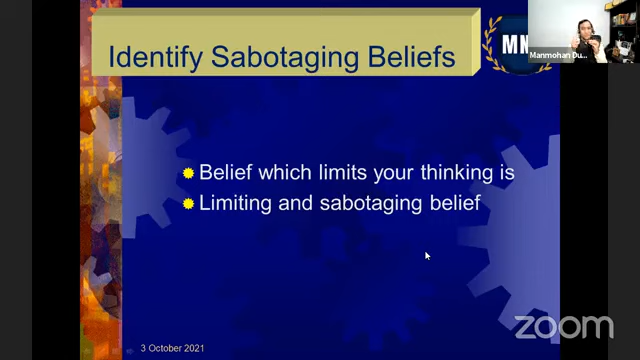 Identify Sabotaging Beliefs
MN
Manmohan Du...
Belief which limits your thinking is
Limiting and sabotaging belief
3 October 2021
zoom